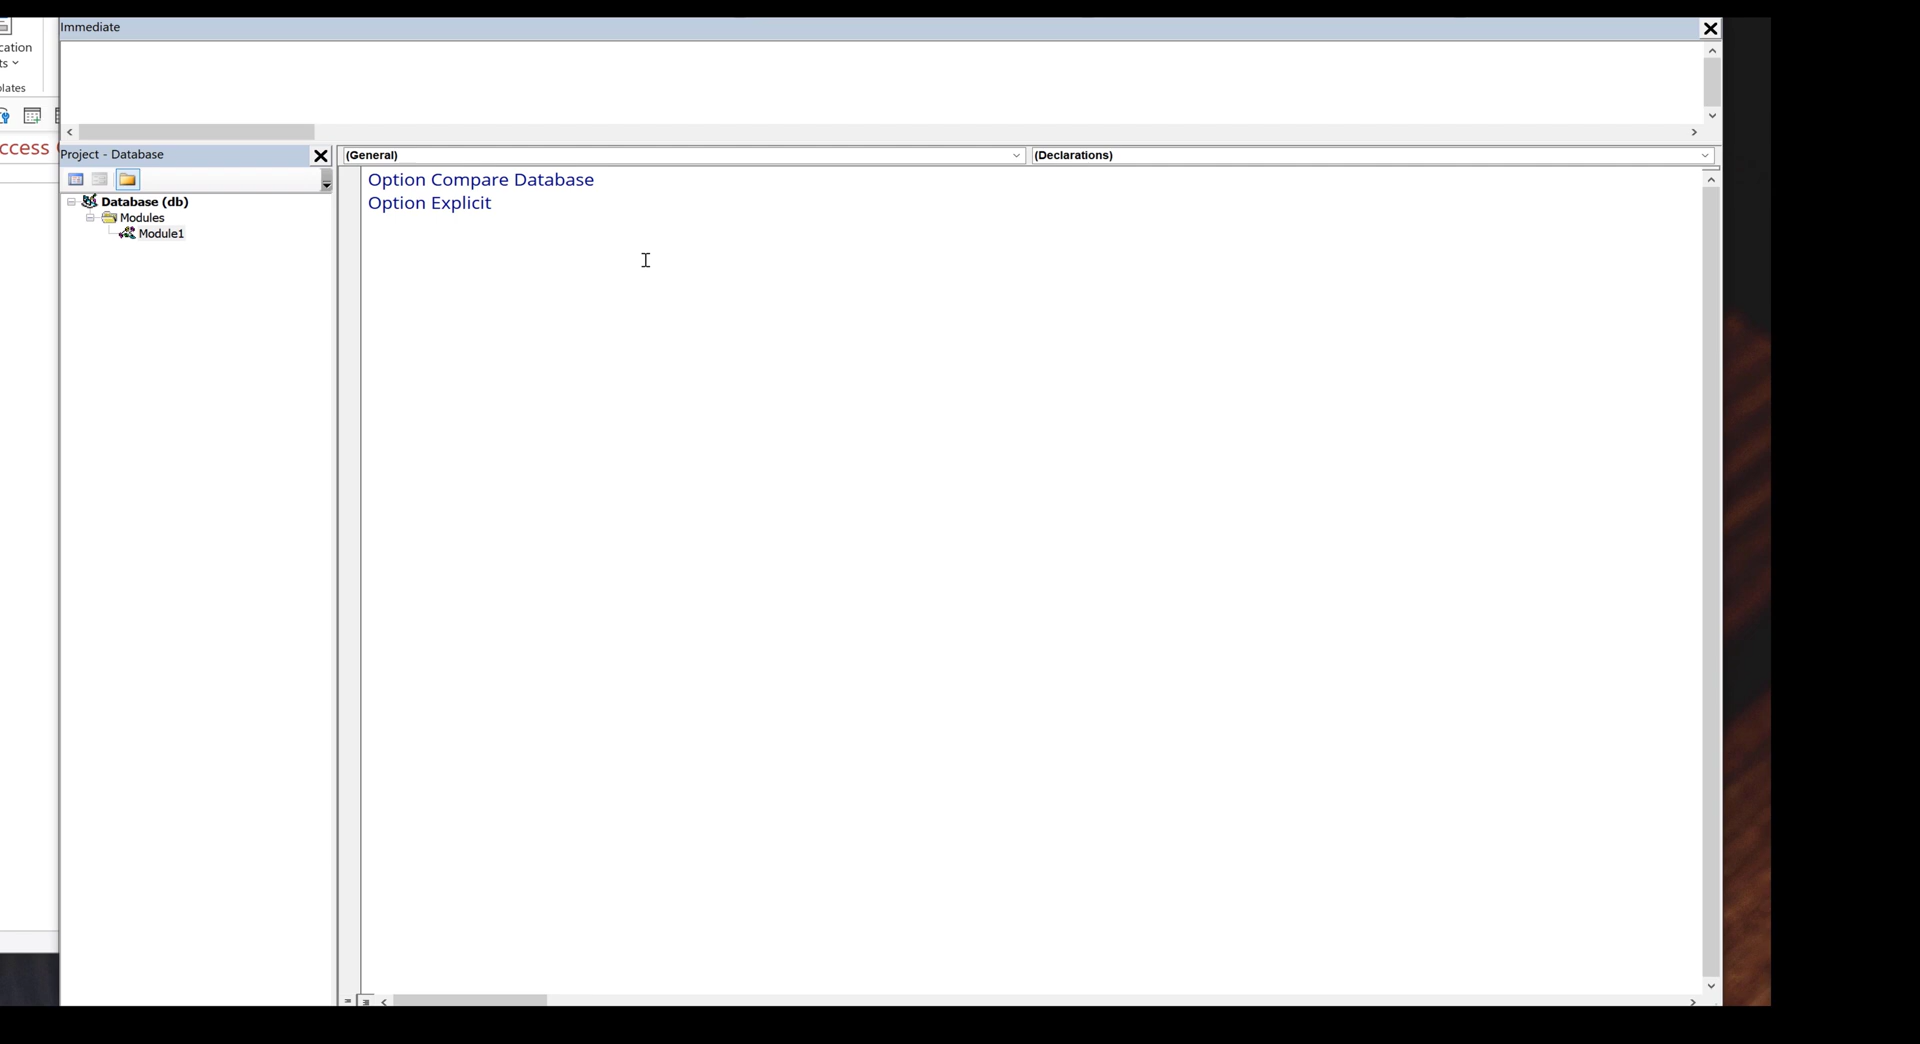 Immediate
cation
ts
lates
ccess
Project - Database
(General)
(Declarations)
Database (db)
Modules
Module1
Option Compare Database
Option Explicit